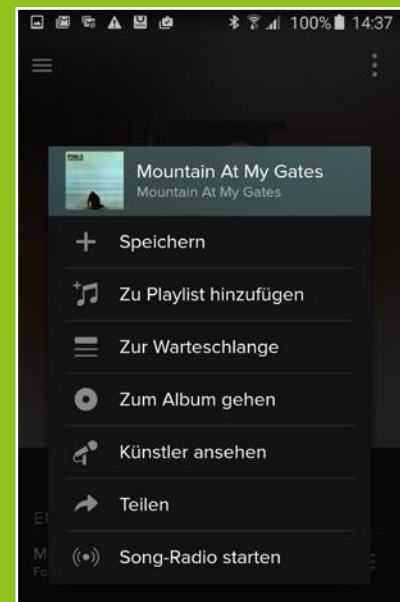 100% 14:37
FOALS
Mountain At My Gates
Mountain At My Gates
Speichern
Zu Playlist hinzufügen
Zur Warteschlange
Zum Album gehen
Künstler ansehen
Teilen
Song-Radio starten